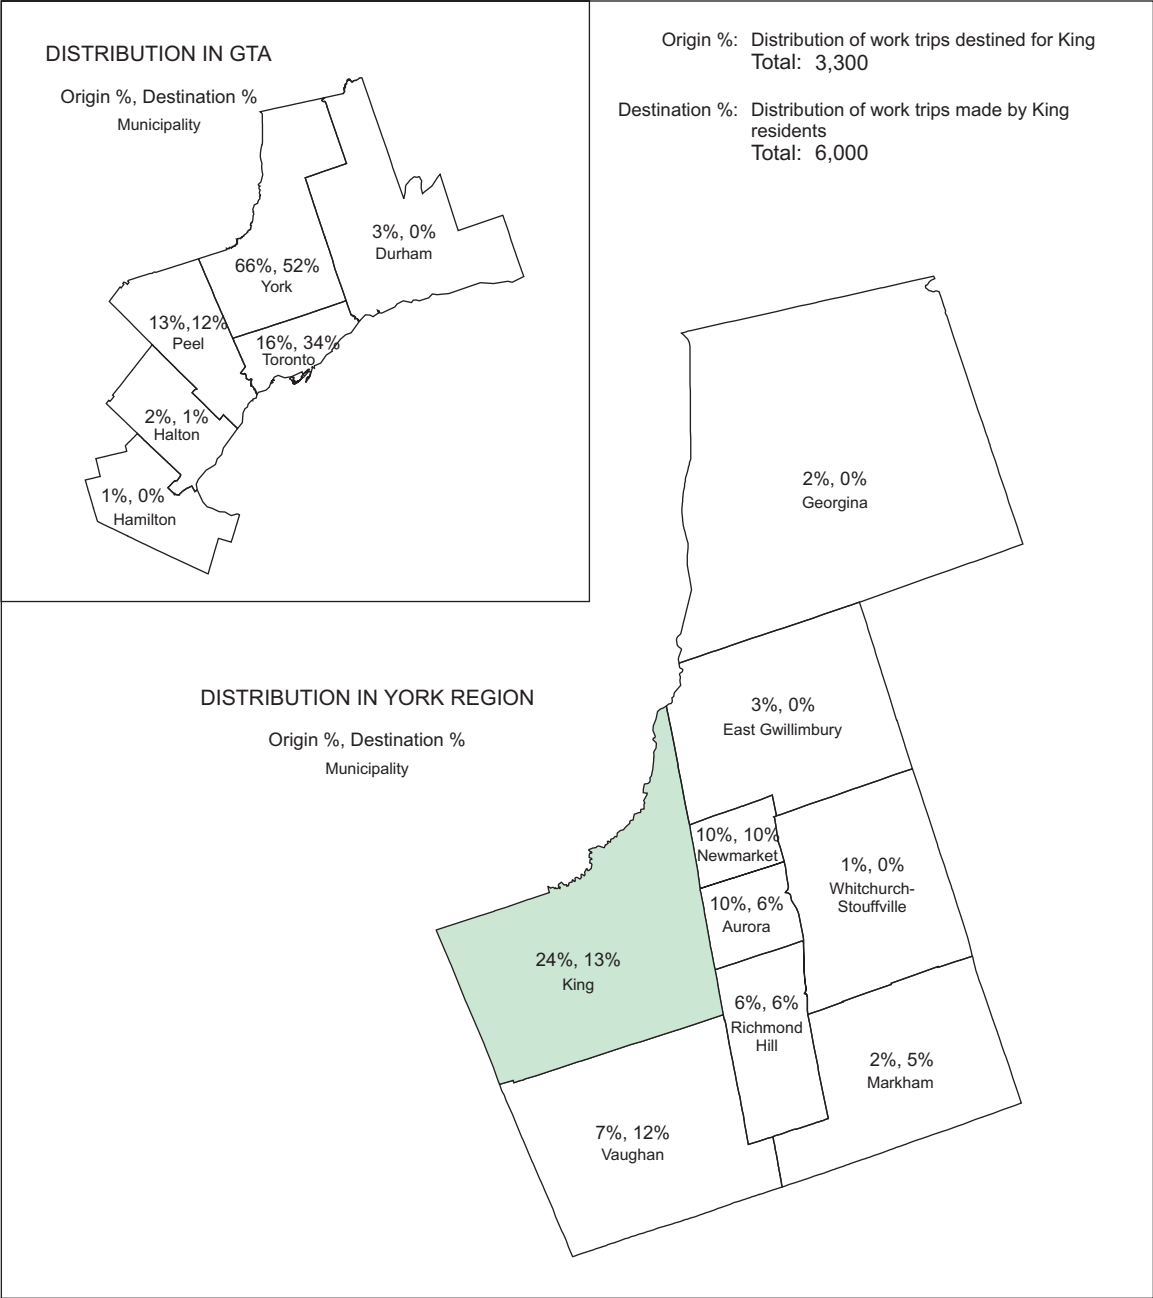 DISTRIBUTION IN GTA
Origin %, Destination %
Municipality
3%, 0%
Durham
66%, 52%
York
13%,12%
Peel
16%, 34%
Toronto
2%, 1%
Halton
1%, 0%
Hamilton
Origin %: Distribution of work trips destined for King
Total: 3,300
Destination %: Distribution of work trips made by King
residents
Total: 6,000
DISTRIBUTION IN YORK REGION
Origin %, Destination %
Municipality
2%, 0%
Georgina
3%, 0%
East Gwillimbury
10%, 10%
Newmarket
1%, 0%
Whitchurch-
Stouffville
10%, 6%
Aurora
24%, 13%
King
6%, 6%
Richmond
Hill
2%, 5%
Markham
7%, 12%
Vaughan